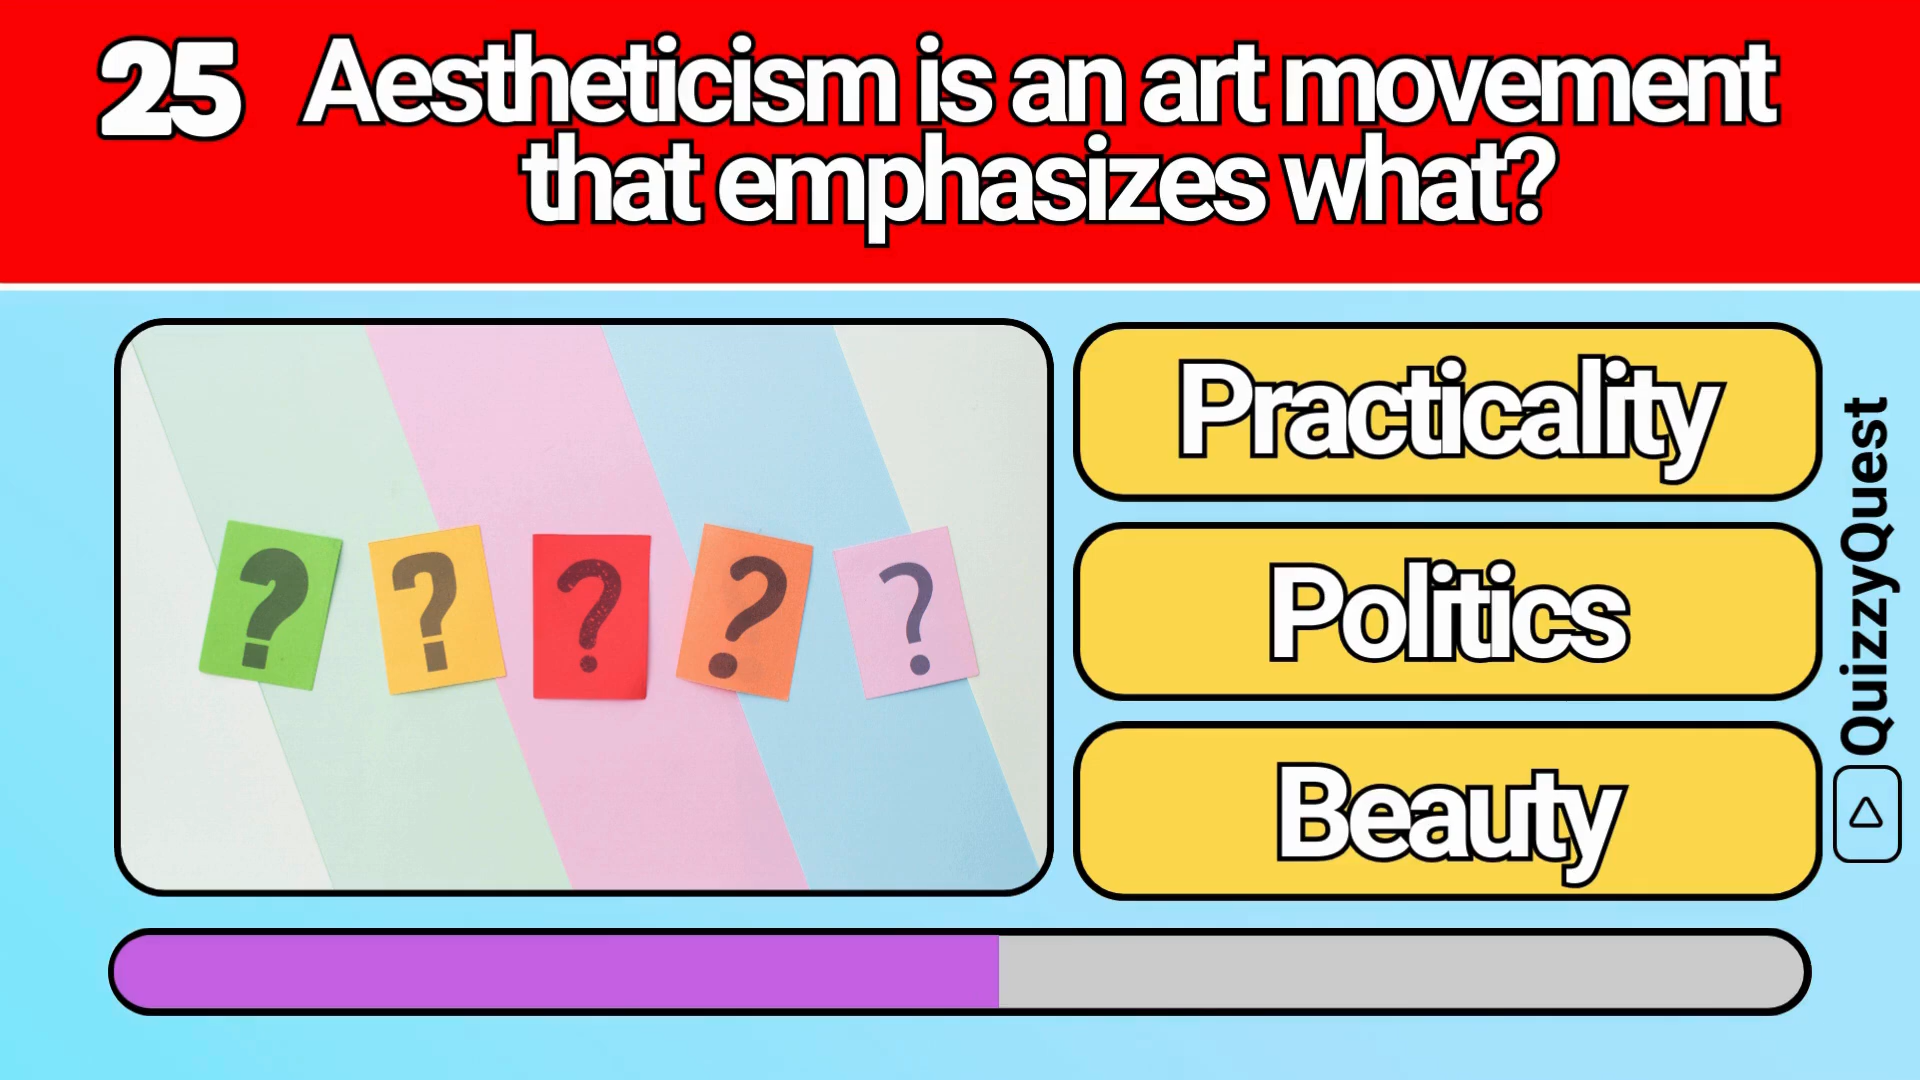 25 Aestheticism is an art movement
that emphasizes what?
? ? ? ? ?
Practicality
Politics
Beauty
QuizzyQuest